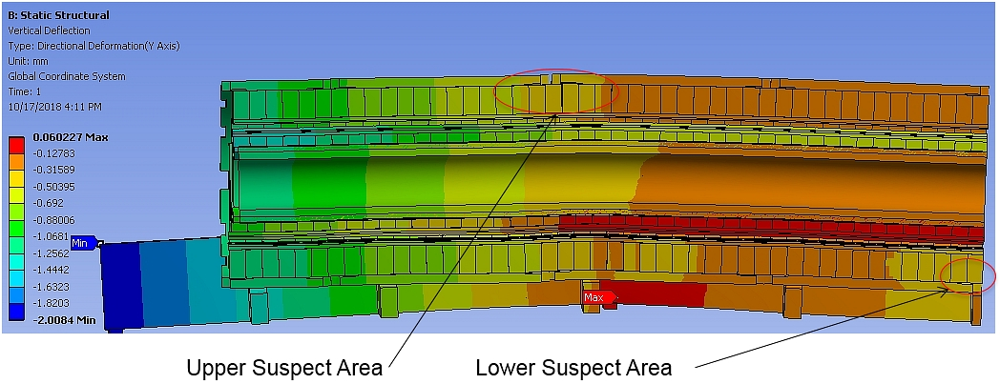 B: Static Structural
Vertical Deflection
Type: Directional Deformation(Y Axis)
Unit: mm
Global Coordinate System
Time: 1
10/17/2018 4:11 PM
0.060227 Max
-0.12783
-0.31589
-0.50395
-0.692
-0.88006
-1.0681
-1.2562
-1.4442
-1.6323
-1.8203
-2.0084 Min
Min
Max
Upper Suspect Area
Lower Suspect Area